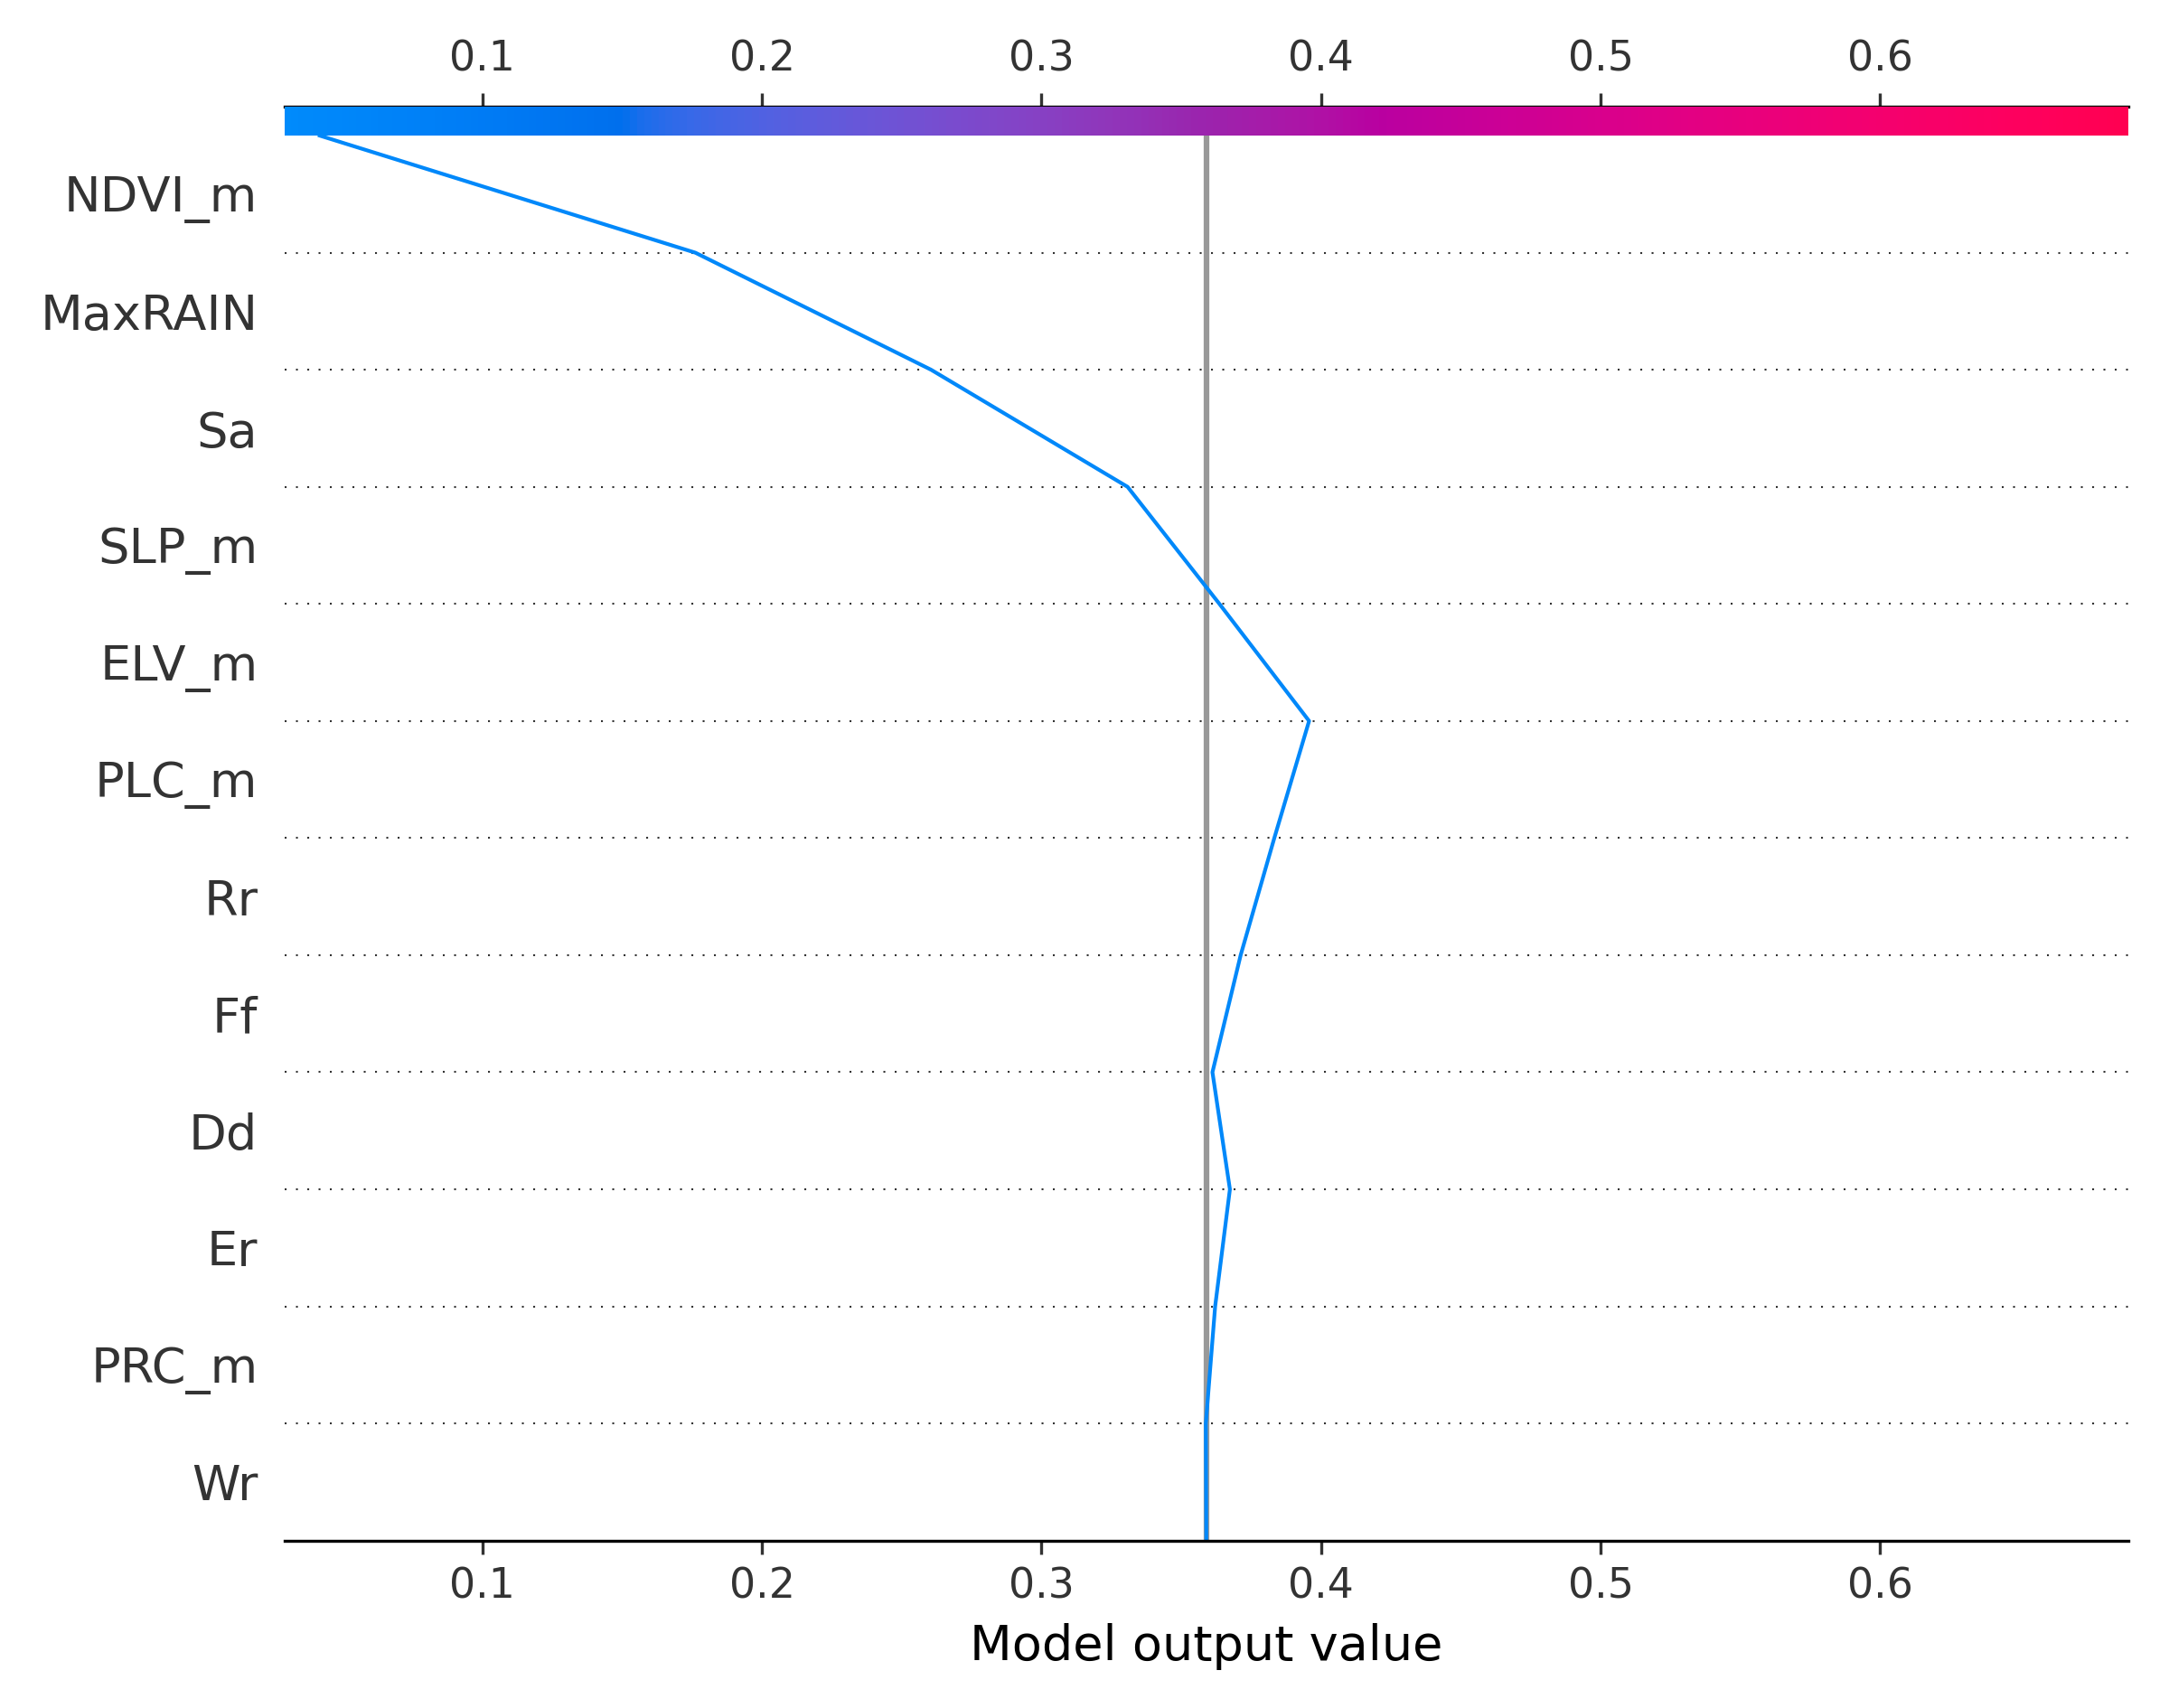 0.1 0.2 0.3 0.4 0.5 0.6
NDVI_m
MaxRAIN
Sa
SLP_m
ELV_m
PLC_m
Rr
Ff
Dd
Er
PRC_m
Wr
0.1 0.2 0.3 0.4 0.5 0.6
Model output value